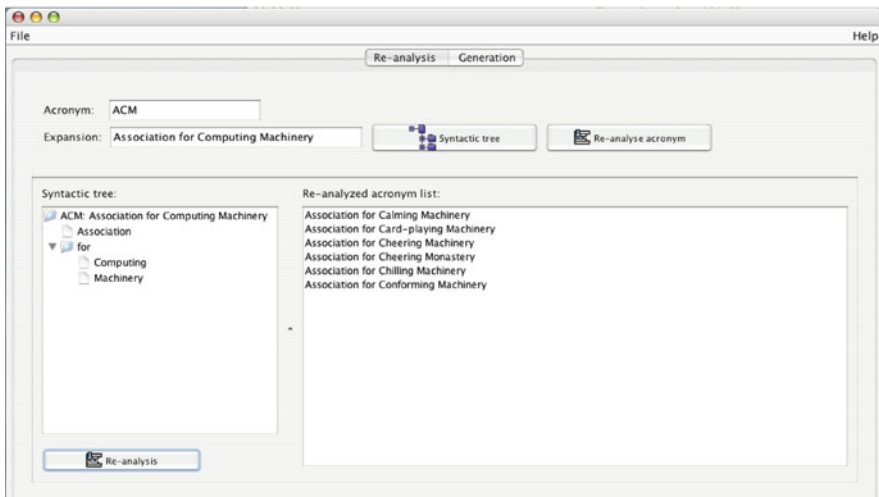 File Help
Re-analysis Generation
Acronym: ACM
Expansion: Association for Computing Machinery Syntactic tree Re-analyse acronym
Syntactic tree: Re-analyzed acronym list:
ACM: Association for Computing Machinery
Association
for
Computing
Machinery
Association for Calming Machinery
Association for Card-playing Machinery
Association for Cheering Machinery
Association for Cheering Monastery
Association for Chilling Machinery
Association for Conforming Machinery
Re-analysis